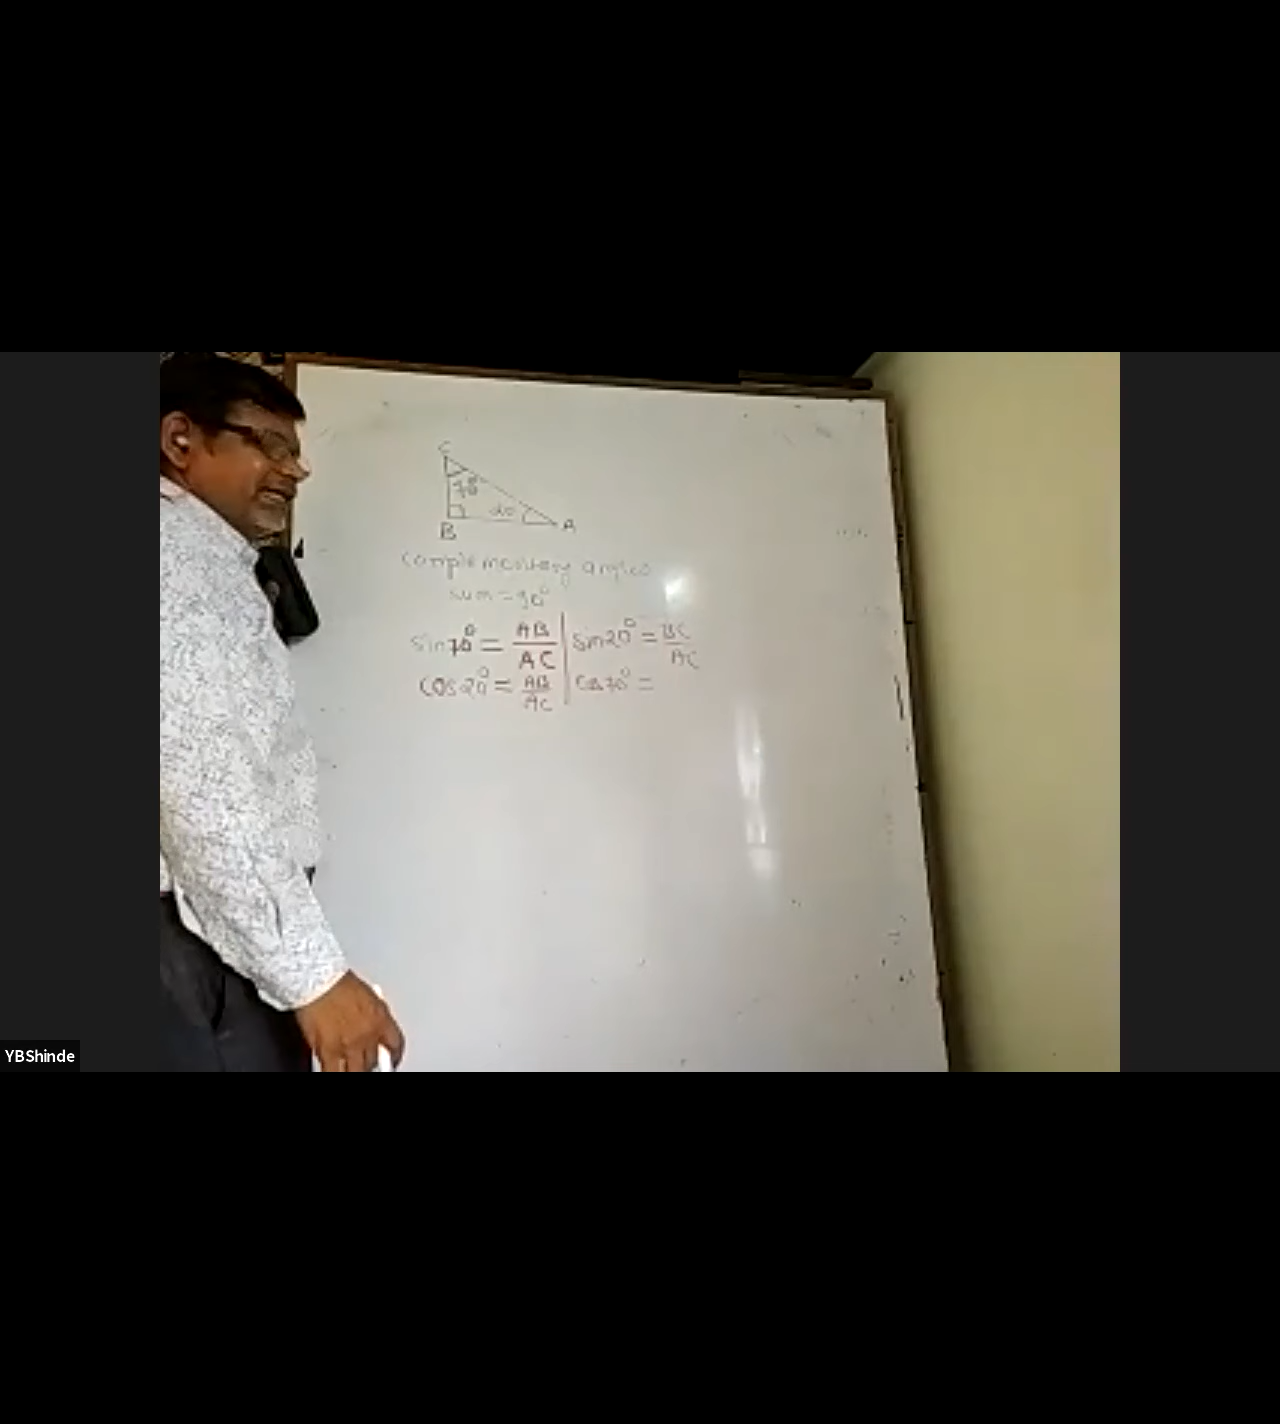 C
70°
20
B
A
complementary angles
sum = 90°
sin70° = AB/AC | sin20° = BC/AC
cos20° = AB/AC | cos70° =
YBShinde